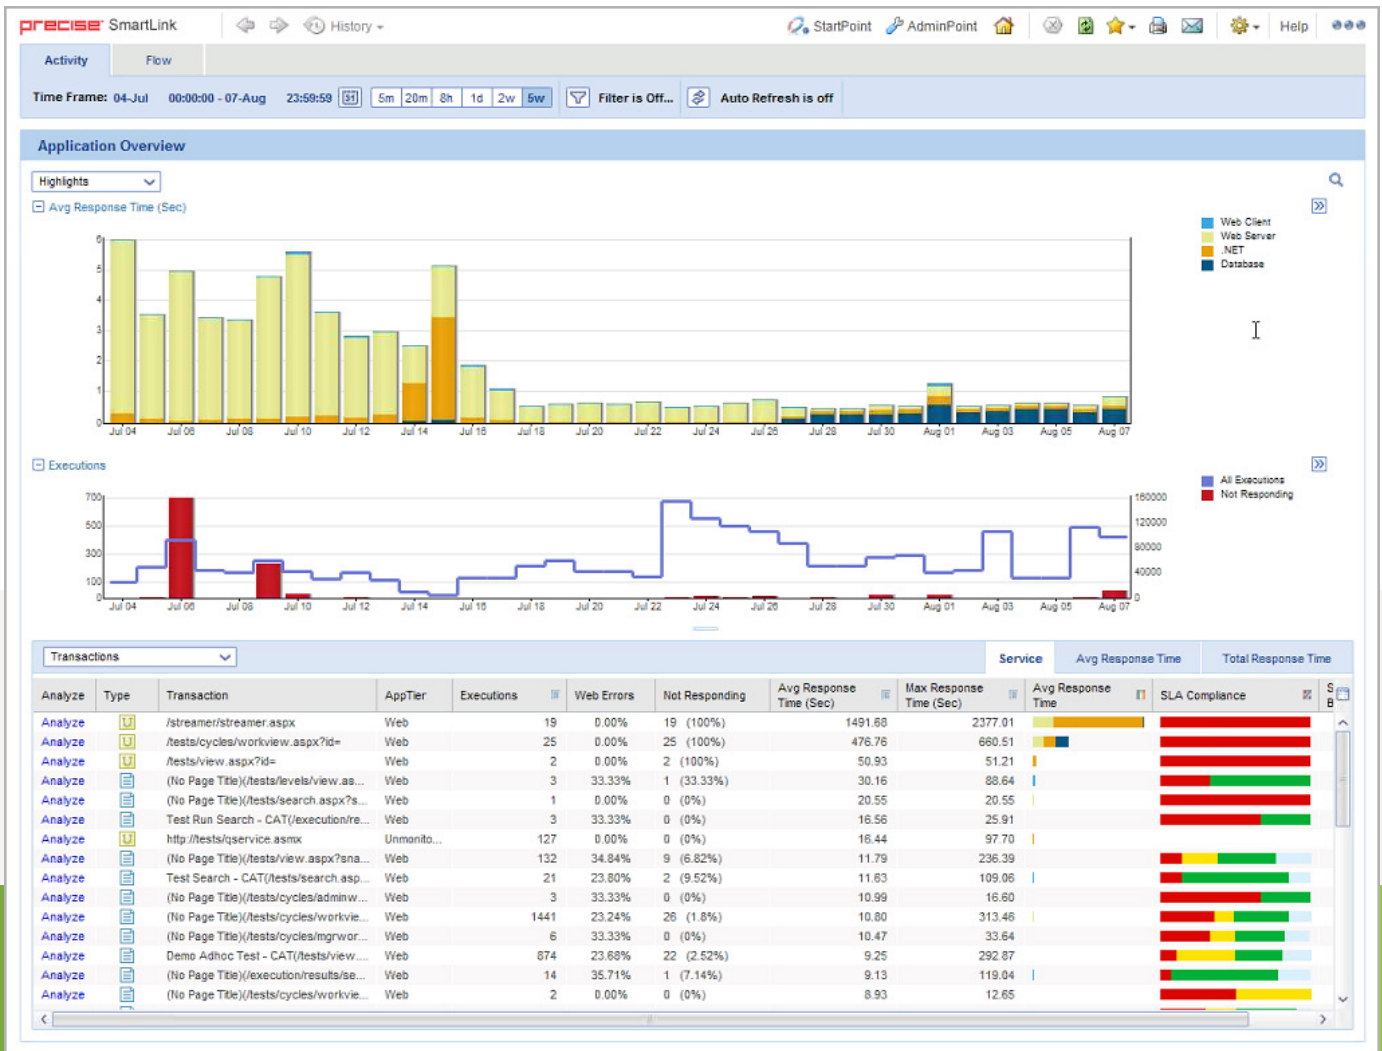 precise SmartLink History StartPoint AdminPoint Help
Activity Flow
Time Frame: 04-Jul 00:00:00 - 07-Aug 23:59:59 31 5m 20m 8h 1d 2w 5w Filter is Off... Auto Refresh is off
Application Overview
Highlights
Avg Response Time (Sec)
Web Client
Web Server
.NET
Database
6
5
4
3
2
1
0
Jul 04 Jul 06 Jul 08 Jul 10 Jul 12 Jul 14 Jul 16 Jul 18 Jul 20 Jul 22 Jul 24 Jul 26 Jul 28 Jul 30 Aug 01 Aug 03 Aug 05 Aug 07
Executions
All Executions
Not Responding
700 160000
500 120000
300 80000
100 40000
0 0
Jul 04 Jul 06 Jul 08 Jul 10 Jul 12 Jul 14 Jul 16 Jul 18 Jul 20 Jul 22 Jul 24 Jul 26 Jul 28 Jul 30 Aug 01 Aug 03 Aug 05 Aug 07
Transactions Service Avg Response Time Total Response Time
Analyze Type Transaction AppTier Executions Web Errors Not Responding Avg Response Time (Sec) Max Response Time (Sec) Avg Response Time SLA Compliance S B
Analyze /streamer/streamer.aspx Web 19 0.00% 19 (100%) 1491.68 2377.01
Analyze /tests/cycles/workview.aspx?id= Web 25 0.00% 25 (100%) 476.76 660.51
Analyze /tests/view.aspx?id= Web 2 0.00% 2 (100%) 50.93 51.21
Analyze (No Page Title)(/tests/levels/view.as... Web 3 33.33% 1 (33.33%) 30.16 88.64
Analyze (No Page Title)(/tests/search.aspx?s... Web 1 0.00% 0 (0%) 20.55 20.55
Analyze Test Run Search - CAT(/execution/re... Web 3 33.33% 0 (0%) 16.56 25.91
Analyze http://tests/qservice.asmx Unmonito... 127 0.00% 0 (0%) 16.44 97.70
Analyze (No Page Title)(/tests/view.aspx?sna... Web 132 34.84% 9 (6.82%) 11.79 236.39
Analyze Test Search - CAT(/tests/search.asp... Web 21 23.80% 2 (9.52%) 11.63 109.06
Analyze (No Page Title)(/tests/cycles/adminw... Web 3 33.33% 0 (0%) 10.99 16.60
Analyze (No Page Title)(/tests/cycles/workvie... Web 1441 23.24% 26 (1.8%) 10.80 313.46
Analyze (No Page Title)(/tests/cycles/mgrwor... Web 6 33.33% 0 (0%) 10.47 33.64
Analyze Demo Adhoc Test - CAT(/tests/view.... Web 874 23.68% 22 (2.52%) 9.25 292.87
Analyze (No Page Title)(/execution/results/se... Web 14 35.71% 1 (7.14%) 9.13 119.04
Analyze (No Page Title)(/tests/cycles/workvie... Web 2 0.00% 0 (0%) 8.93 12.65